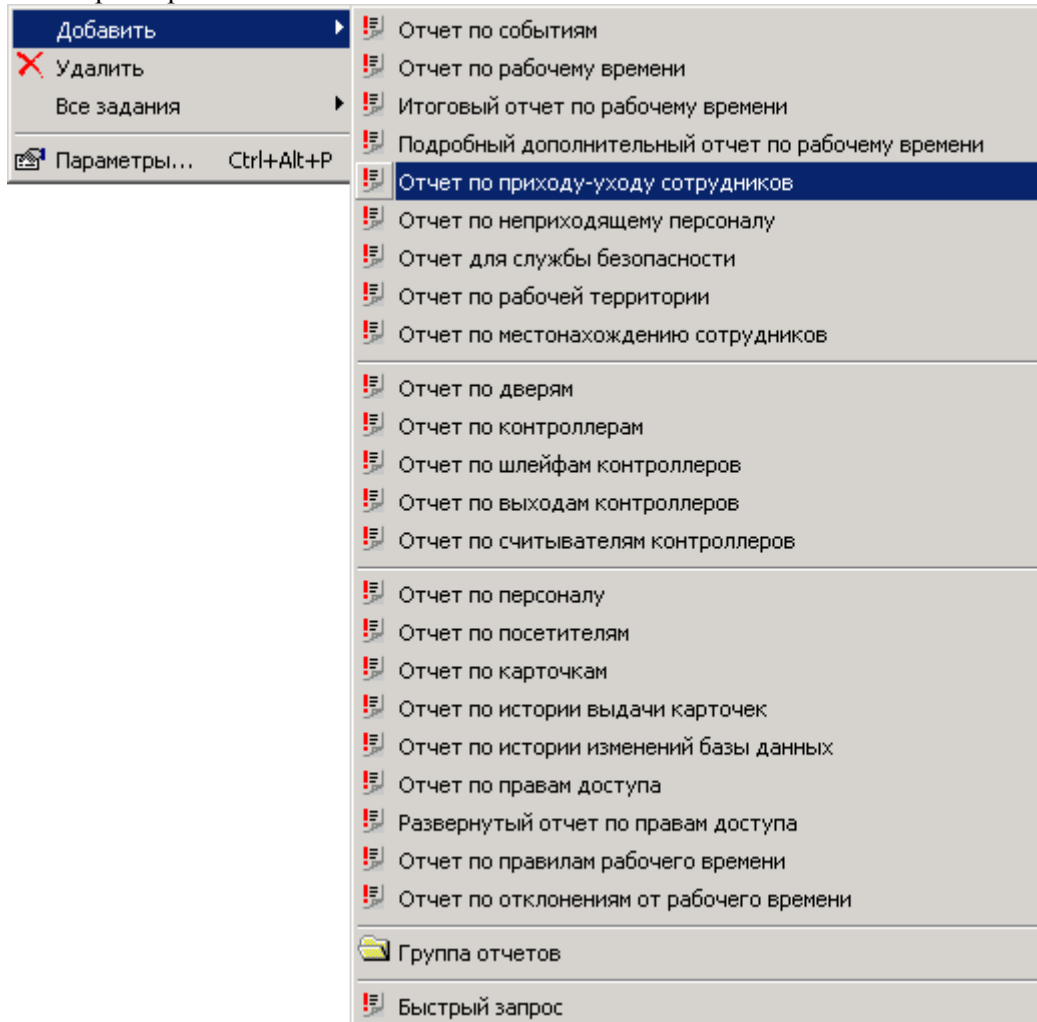 Добавить
Удалить
Все задания
Параметры... Ctrl+Alt+P
Отчет по событиям
Отчет по рабочему времени
Итоговый отчет по рабочему времени
Подробный дополнительный отчет по рабочему времени
Отчет по приходу-уходу сотрудников
Отчет по неприходящему персоналу
Отчет для службы безопасности
Отчет по рабочей территории
Отчет по местонахождению сотрудников
Отчет по дверям
Отчет по контроллерам
Отчет по шлейфам контроллеров
Отчет по выходам контроллеров
Отчет по считывателям контроллеров
Отчет по персоналу
Отчет по посетителям
Отчет по карточкам
Отчет по истории выдачи карточек
Отчет по истории изменений базы данных
Отчет по правам доступа
Развернутый отчет по правам доступа
Отчет по правилам рабочего времени
Отчет по отклонениям от рабочего времени
Группа отчетов
Быстрый запрос